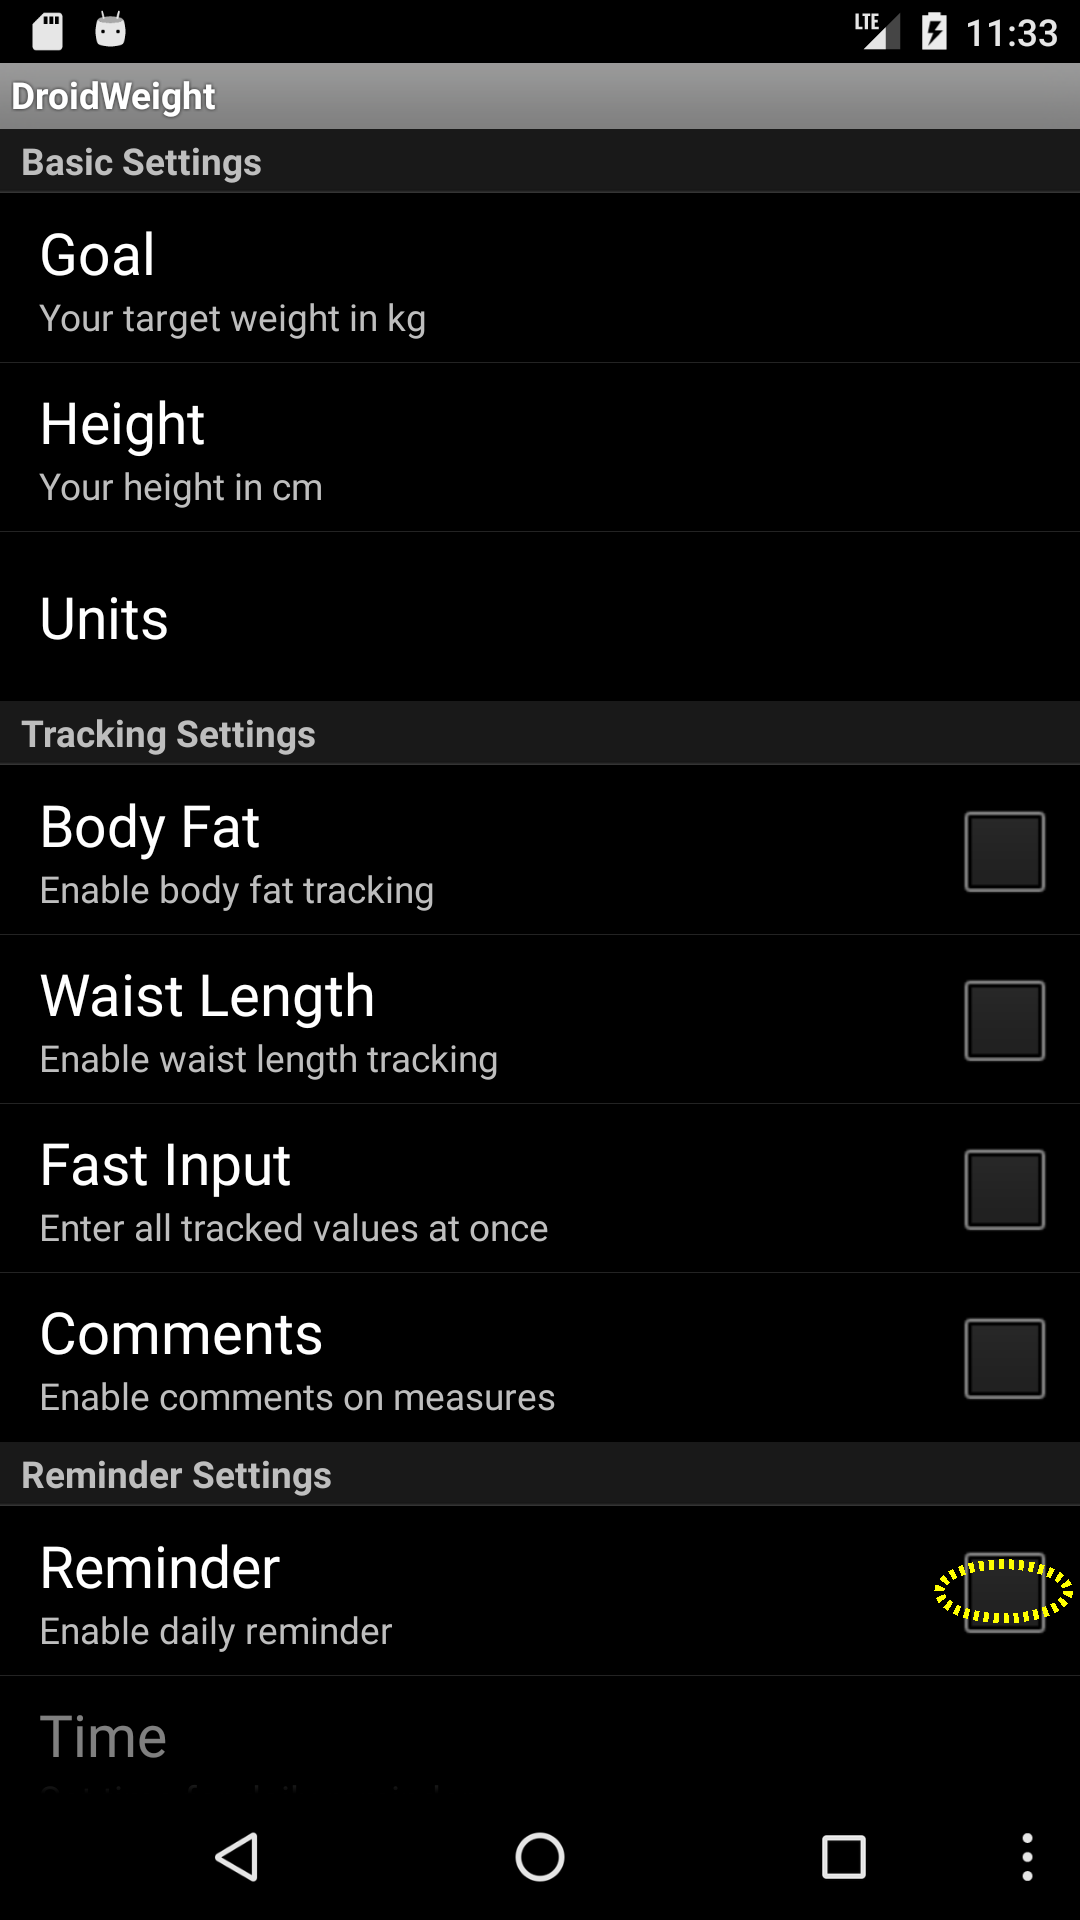 LTE 11:33
DroidWeight
Basic Settings
Goal
Your target weight in kg
Height
Your height in cm
Units
Tracking Settings
Body Fat
Enable body fat tracking
Waist Length
Enable waist length tracking
Fast Input
Enter all tracked values at once
Comments
Enable comments on measures
Reminder Settings
Reminder
Enable daily reminder
Time